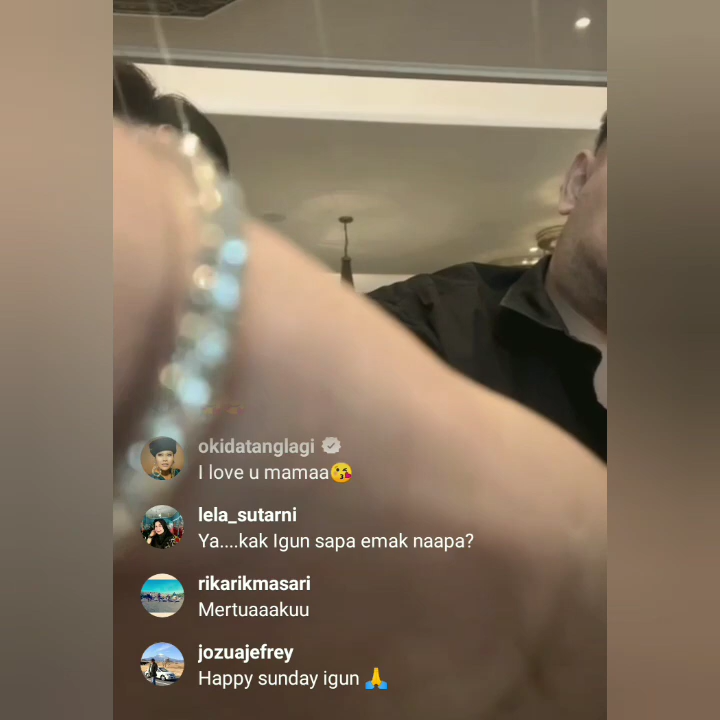 okidatanglagi
I love u mamaa😘
lela_sutarni
Ya....kak Igun sapa emak naapa?
rikarikmasari
Mertuaaakuu
jozuajefrey
Happy sunday igun 🙏